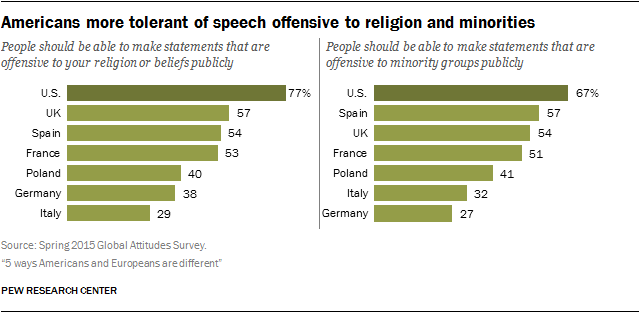 Americans more tolerant of speech offensive to religion and minorities
People should be able to make statements that are
offensive to your religion or beliefs publicly
U.S. 77%
UK 57
Spain 54
France 53
Poland 40
Germany 38
Italy 29
People should be able to make statements that are
offensive to minority groups publicly
U.S. 67%
Spain 57
UK 54
France 51
Poland 41
Italy 32
Germany 27
Source: Spring 2015 Global Attitudes Survey.
“5 ways Americans and Europeans are different”
PEW RESEARCH CENTER